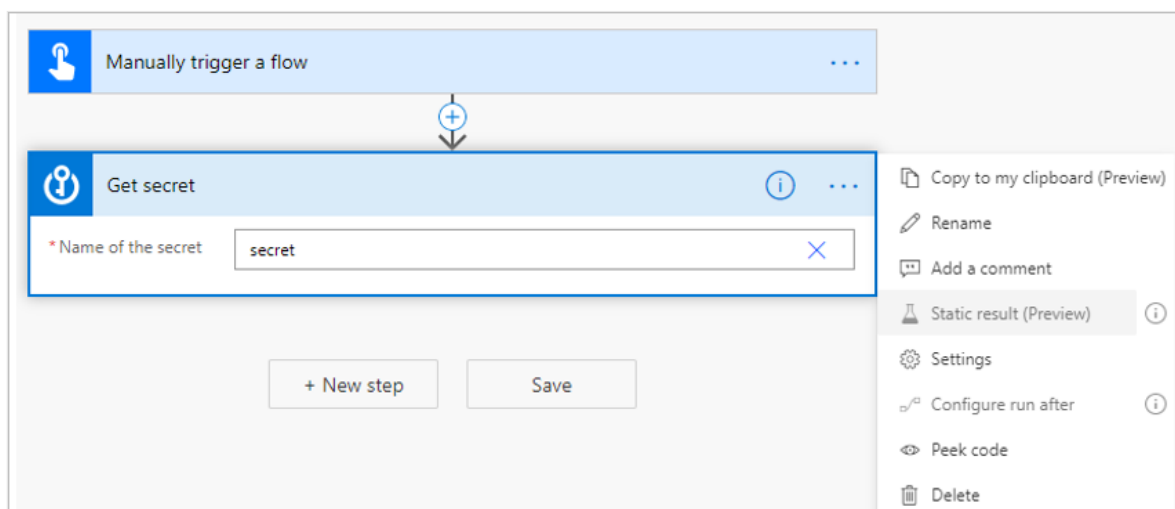 Manually trigger a flow
Get secret
* Name of the secret
secret
+ New step
Save
Copy to my clipboard (Preview)
Rename
Add a comment
Static result (Preview)
Settings
Configure run after
Peek code
Delete